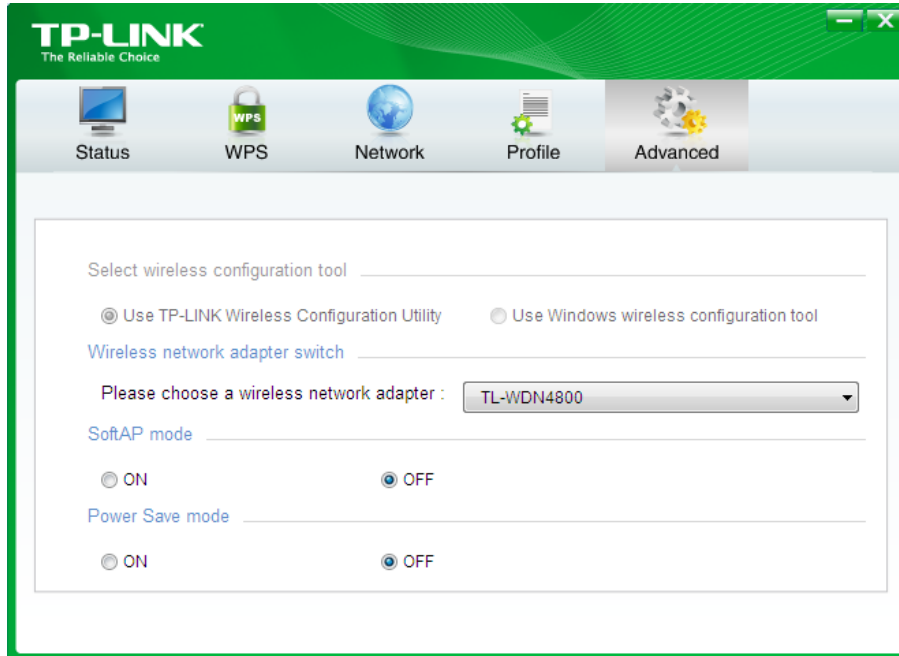 TP-LINK
The Reliable Choice
WPS
Status WPS Network Profile Advanced
Select wireless configuration tool
Use TP-LINK Wireless Configuration Utility Use Windows wireless configuration tool
Wireless network adapter switch
Please choose a wireless network adapter : TL-WDN4800
SoftAP mode
ON OFF
Power Save mode
ON OFF